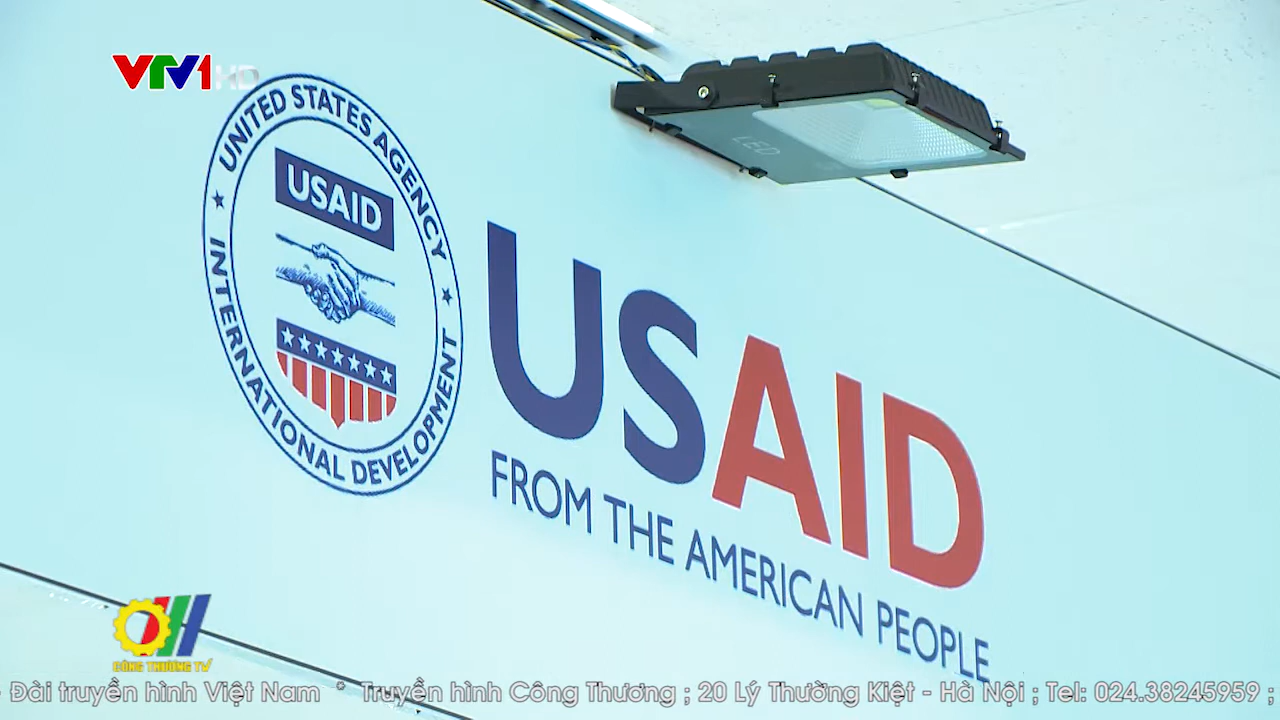 VTV1 HD
UNITED STATES AGENCY
USAID
INTERNATIONAL DEVELOPMENT
USAID
FROM THE AMERICAN PEOPLE
LED
CÔNG THƯƠNG TV
Đài truyền hình Việt Nam * Truyền hình Công Thương ; 20 Lý Thường Kiệt - Hà Nội ; Tel: 024.38245959 ;